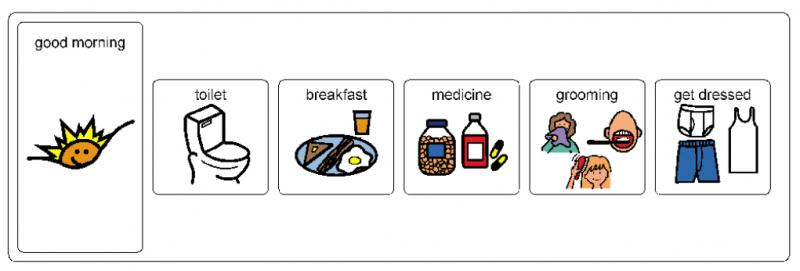 good morning
toilet
breakfast
medicine
grooming
get dressed